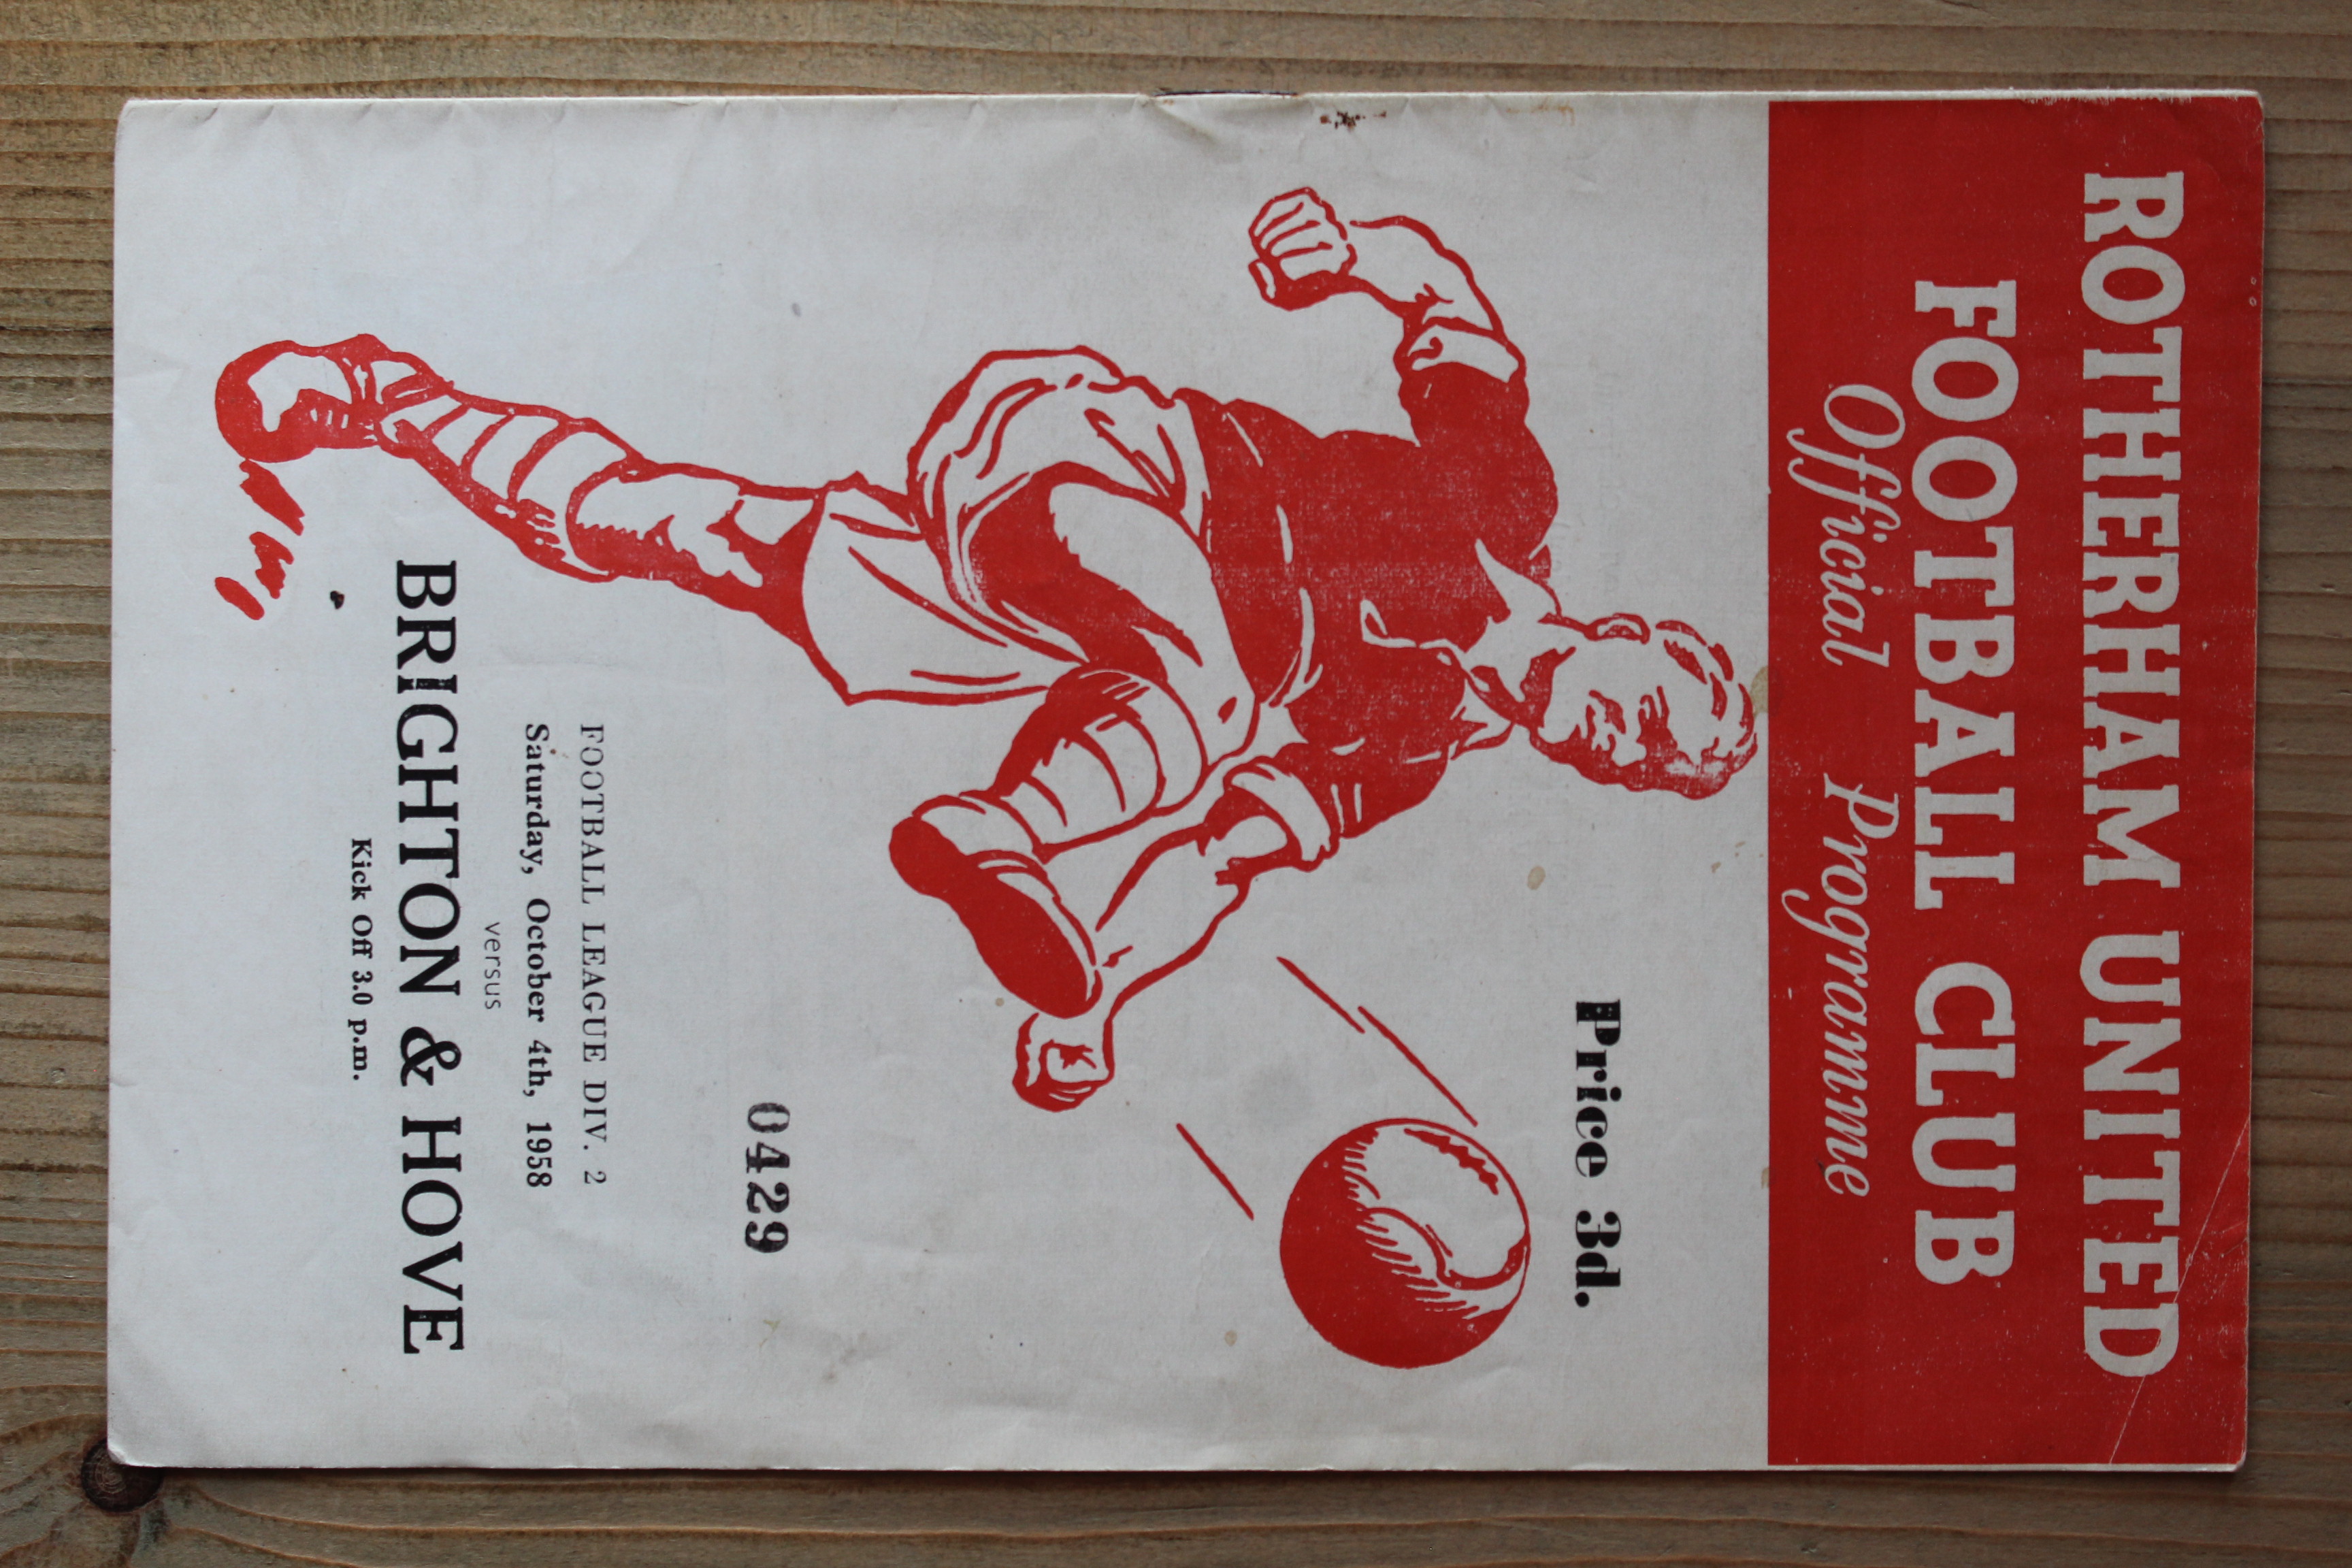 ROTHERHAM UNITED
FOOTBALL CLUB
Official Programme
Price 3d.
0429
FOOTBALL LEAGUE DIV. 2
Saturday, October 4th, 1958
versus
BRIGHTON & HOVE
Kick Off 3.0 p.m.